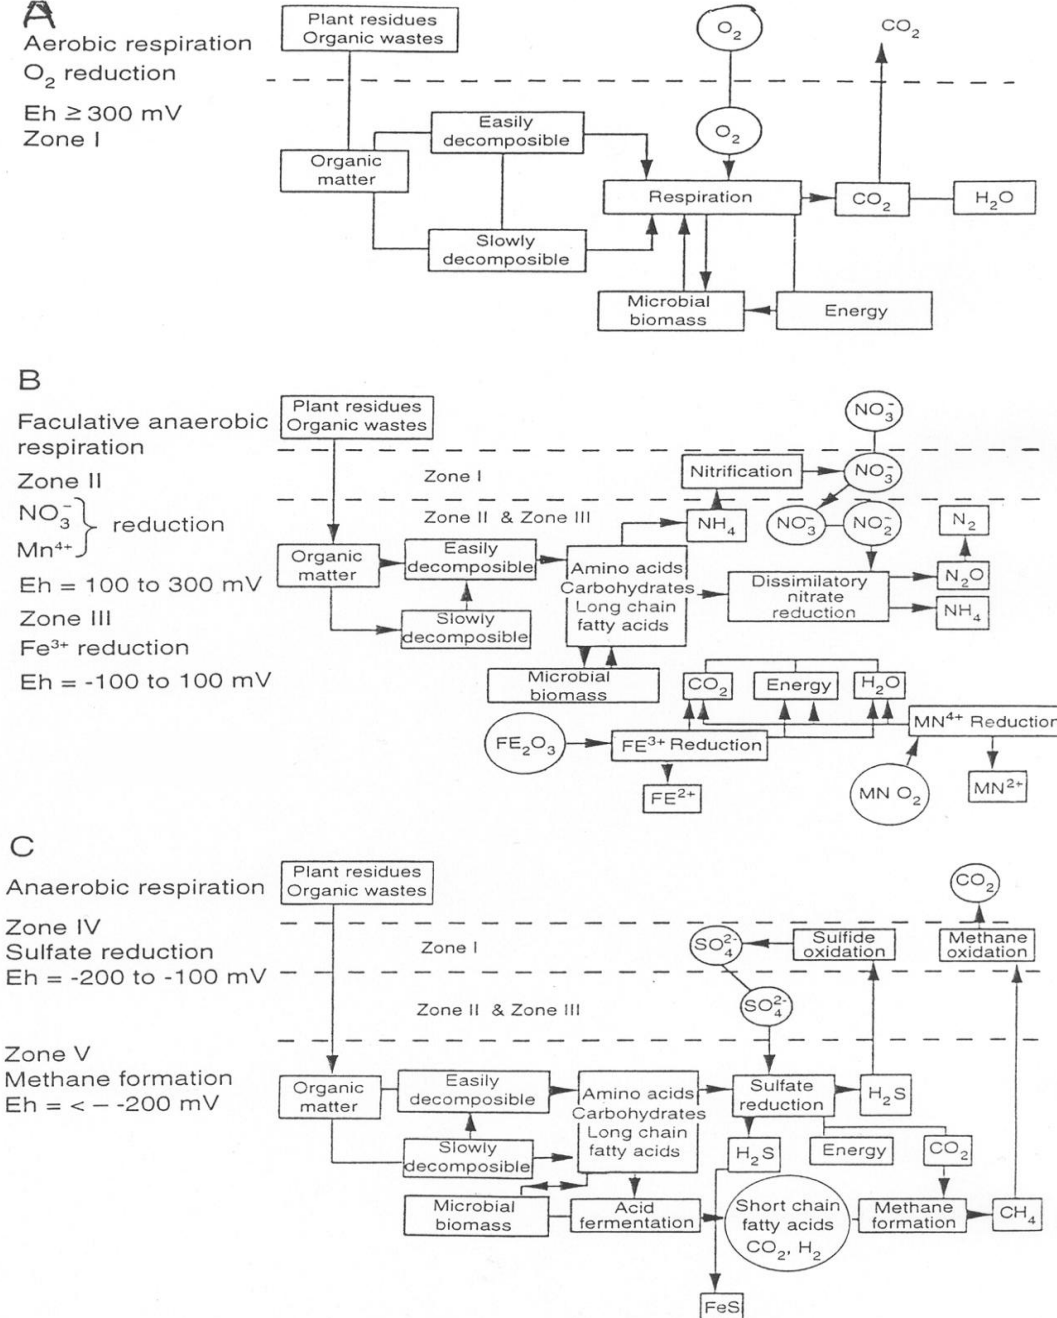 A
Aerobic respiration
O₂ reduction
Eh ≥ 300 mV
Zone I
Plant residues
Organic wastes
O₂
CO₂
O₂
Easily
decomposible
Organic
matter
Respiration
CO₂
H₂O
Slowly
decomposible
Microbial
biomass
Energy
B
Faculative anaerobic
respiration
Zone II
NO₃⁻
Mn⁴⁺
reduction
Eh = 100 to 300 mV
Zone III
Fe³⁺ reduction
Eh = -100 to 100 mV
Plant residues
Organic wastes
NO₃⁻
Zone I
Nitrification
NO₃⁻
Zone II & Zone III
NH₄
NO₃⁻
NO₂⁻
N₂
Organic
matter
Easily
decomposible
Amino acids
Carbohydrates
Long chain
fatty acids
Dissimilatory
nitrate
reduction
N₂O
NH₄
Slowly
decomposible
Microbial
biomass
CO₂
Energy
H₂O
FE₂O₃
FE³⁺ Reduction
MN⁴⁺ Reduction
FE²⁺
MN O₂
MN²⁺
C
Anaerobic respiration
Zone IV
Sulfate reduction
Eh = -200 to -100 mV
Zone V
Methane formation
Eh = < – -200 mV
Plant residues
Organic wastes
CO₂
Zone I
SO₄²⁻
Sulfide
oxidation
Methane
oxidation
Zone II & Zone III
SO₄²⁻
Organic
matter
Easily
decomposible
Amino acids
Carbohydrates
Long chain
fatty acids
Sulfate
reduction
H₂S
Slowly
decomposible
H₂S
Energy
CO₂
Microbial
biomass
Acid
fermentation
Short chain
fatty acids
CO₂, H₂
Methane
formation
CH₄
FeS